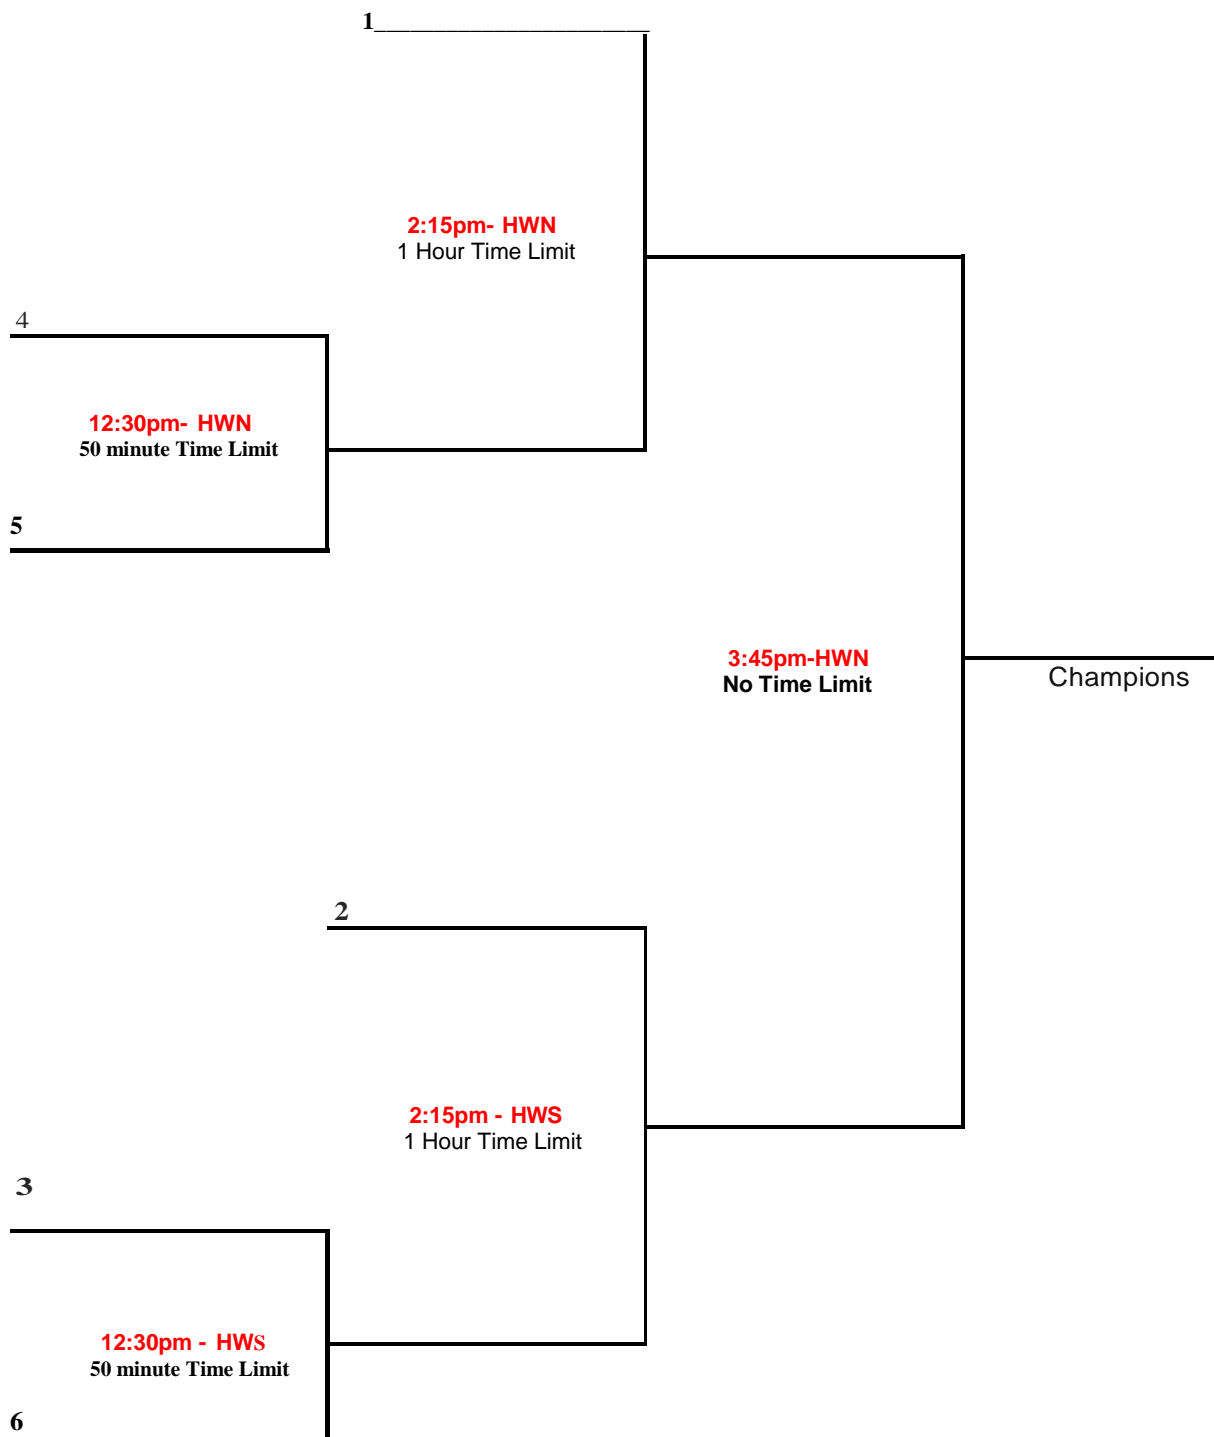 1_______________________
2:15pm- HWN
1 Hour Time Limit
4
12:30pm- HWN
50 minute Time Limit
5
3:45pm-HWN
No Time Limit
Champions
2
2:15pm - HWS
1 Hour Time Limit
3
12:30pm - HWS
50 minute Time Limit
6